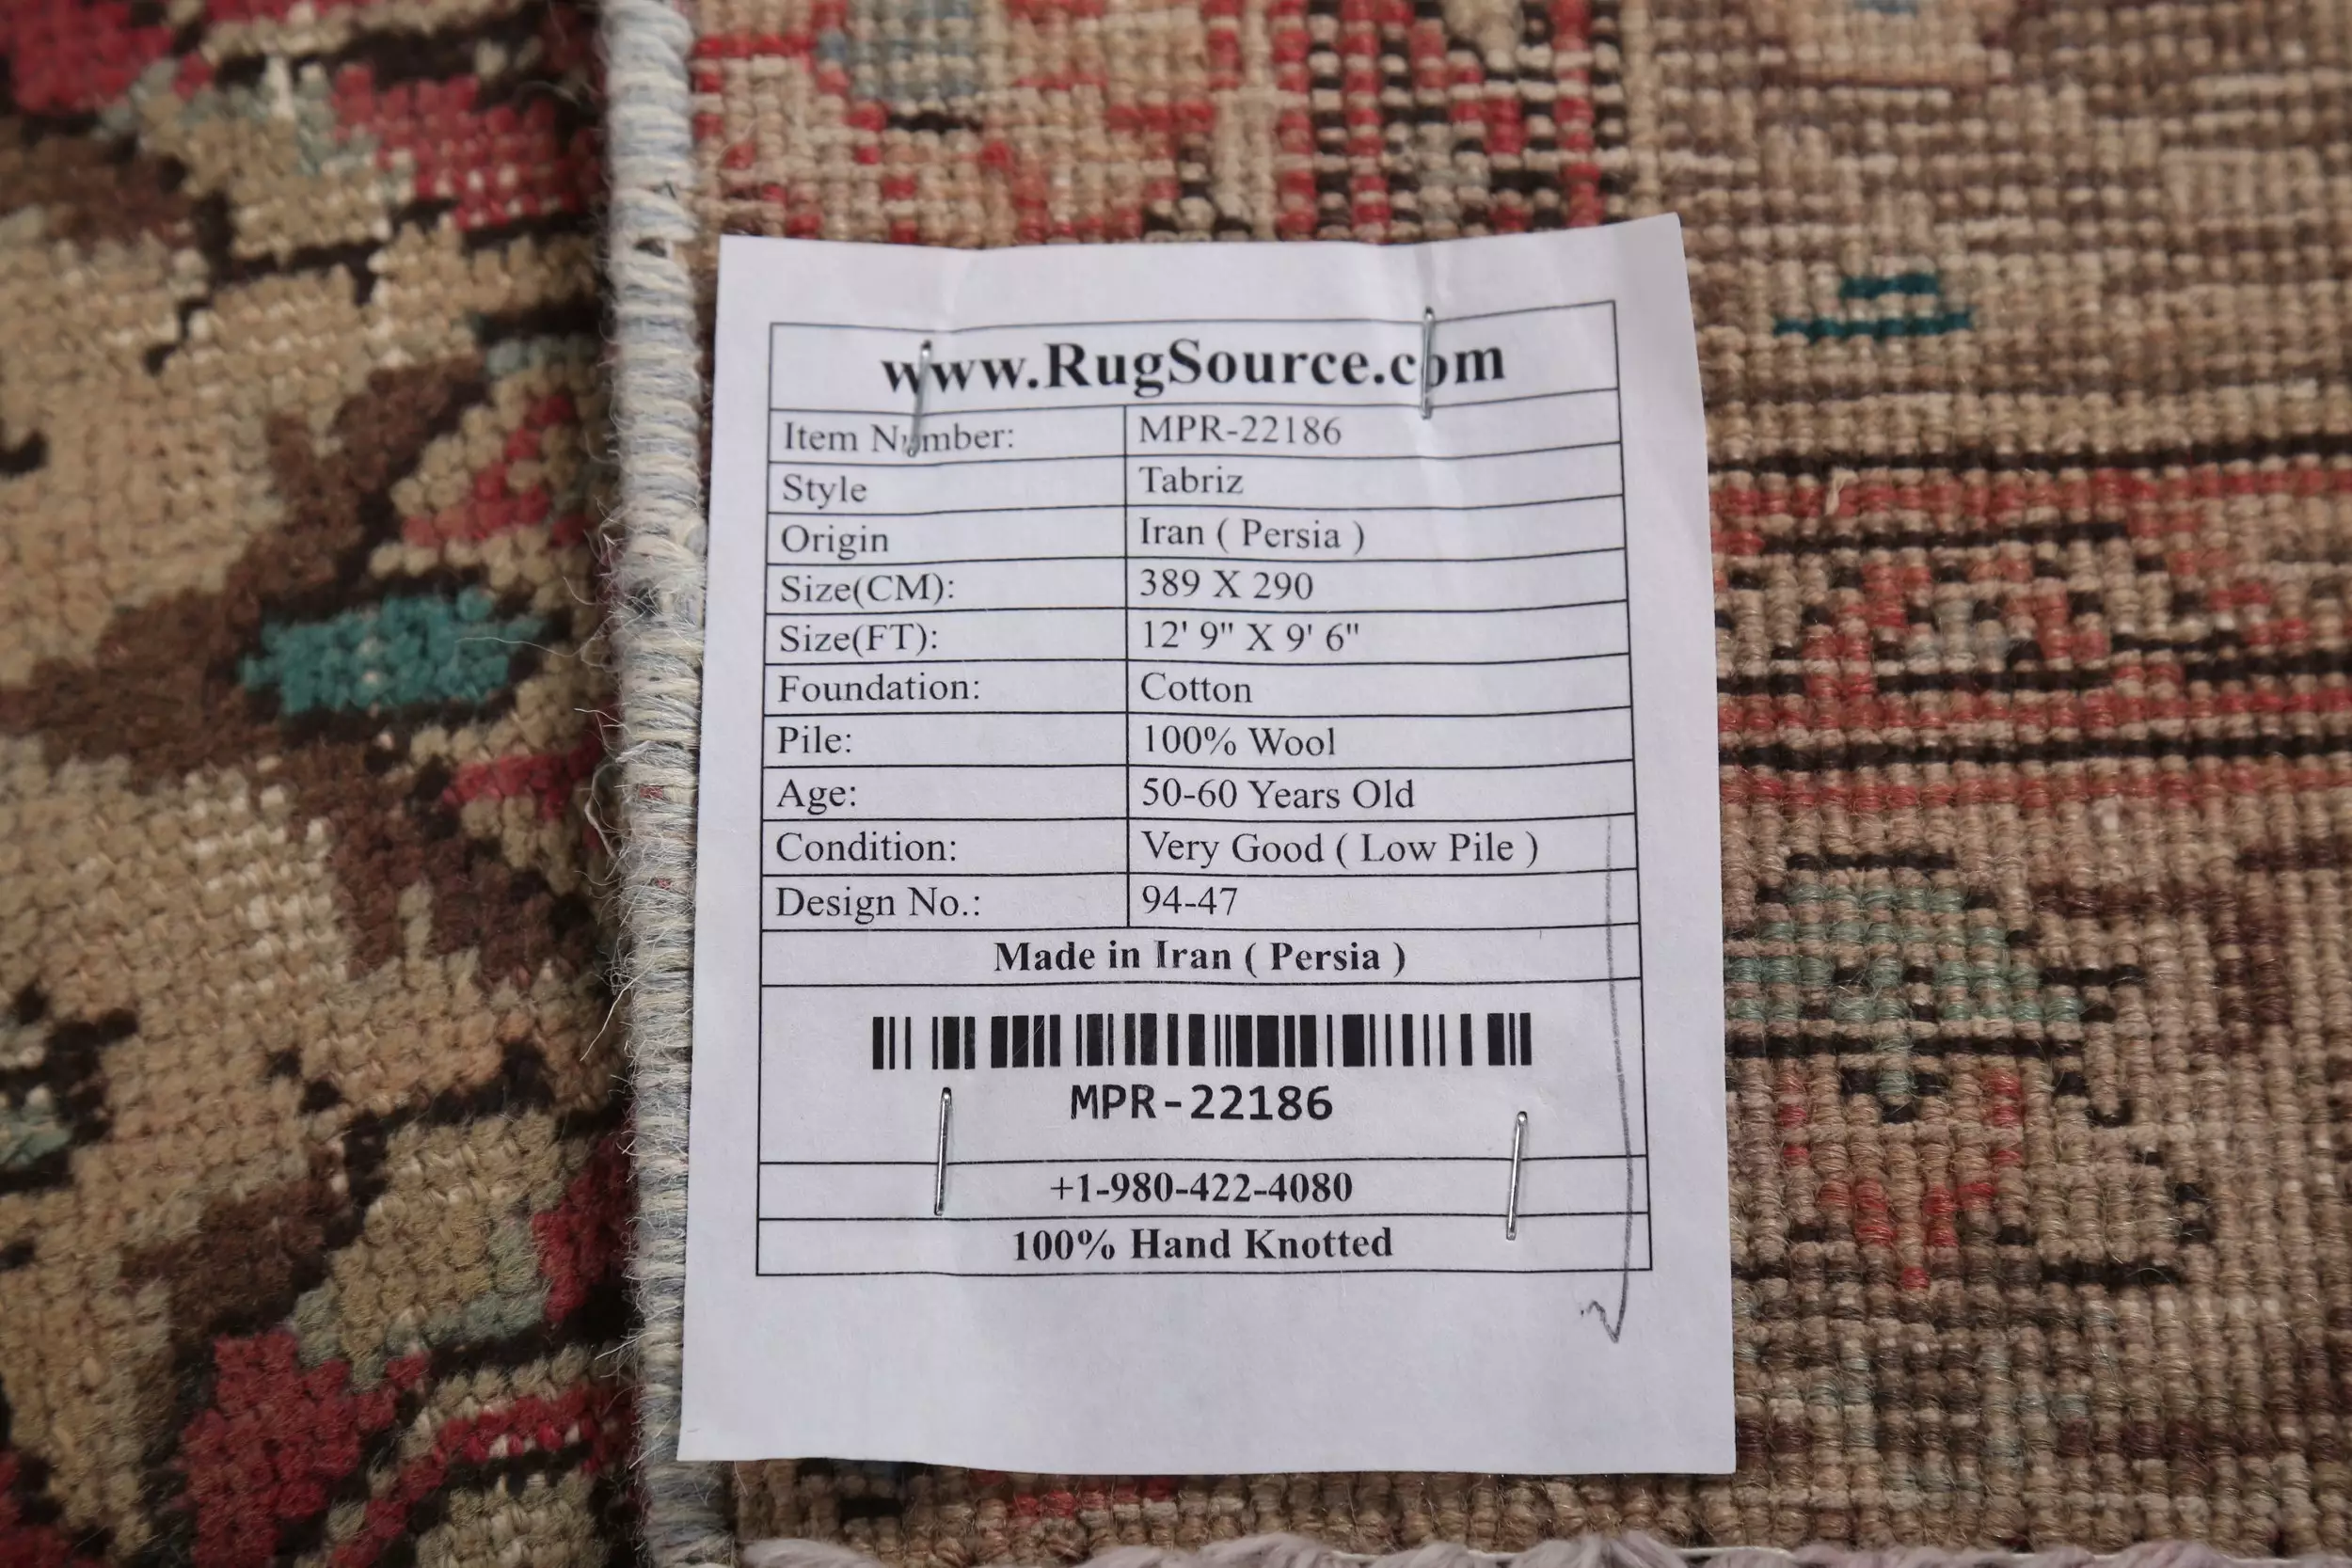 www.RugSource.com
Item Number: MPR-22186
Style Tabriz
Origin Iran ( Persia )
Size(CM): 389 X 290
Size(FT): 12' 9" X 9' 6"
Foundation: Cotton
Pile: 100% Wool
Age: 50-60 Years Old
Condition: Very Good ( Low Pile )
Design No.: 94-47
Made in Iran ( Persia )
MPR-22186
+1-980-422-4080
100% Hand Knotted